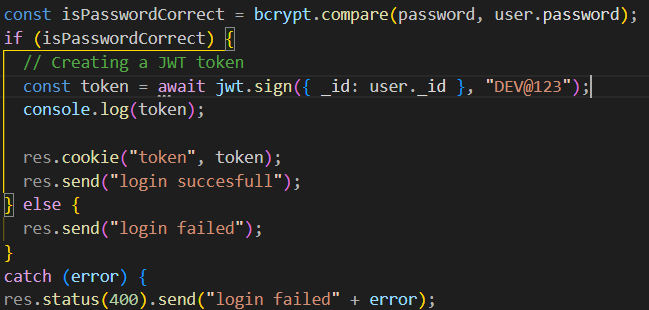 const isPasswordCorrect = bcrypt.compare(password, user.password);
if (isPasswordCorrect) {
// Creating a JWT token
const token = await jwt.sign({ _id: user._id }, "DEV@123");
console.log(token);
res.cookie("token", token);
res.send("login succesfull");
} else {
res.send("login failed");
}
catch (error) {
res.status(400).send("login failed" + error);